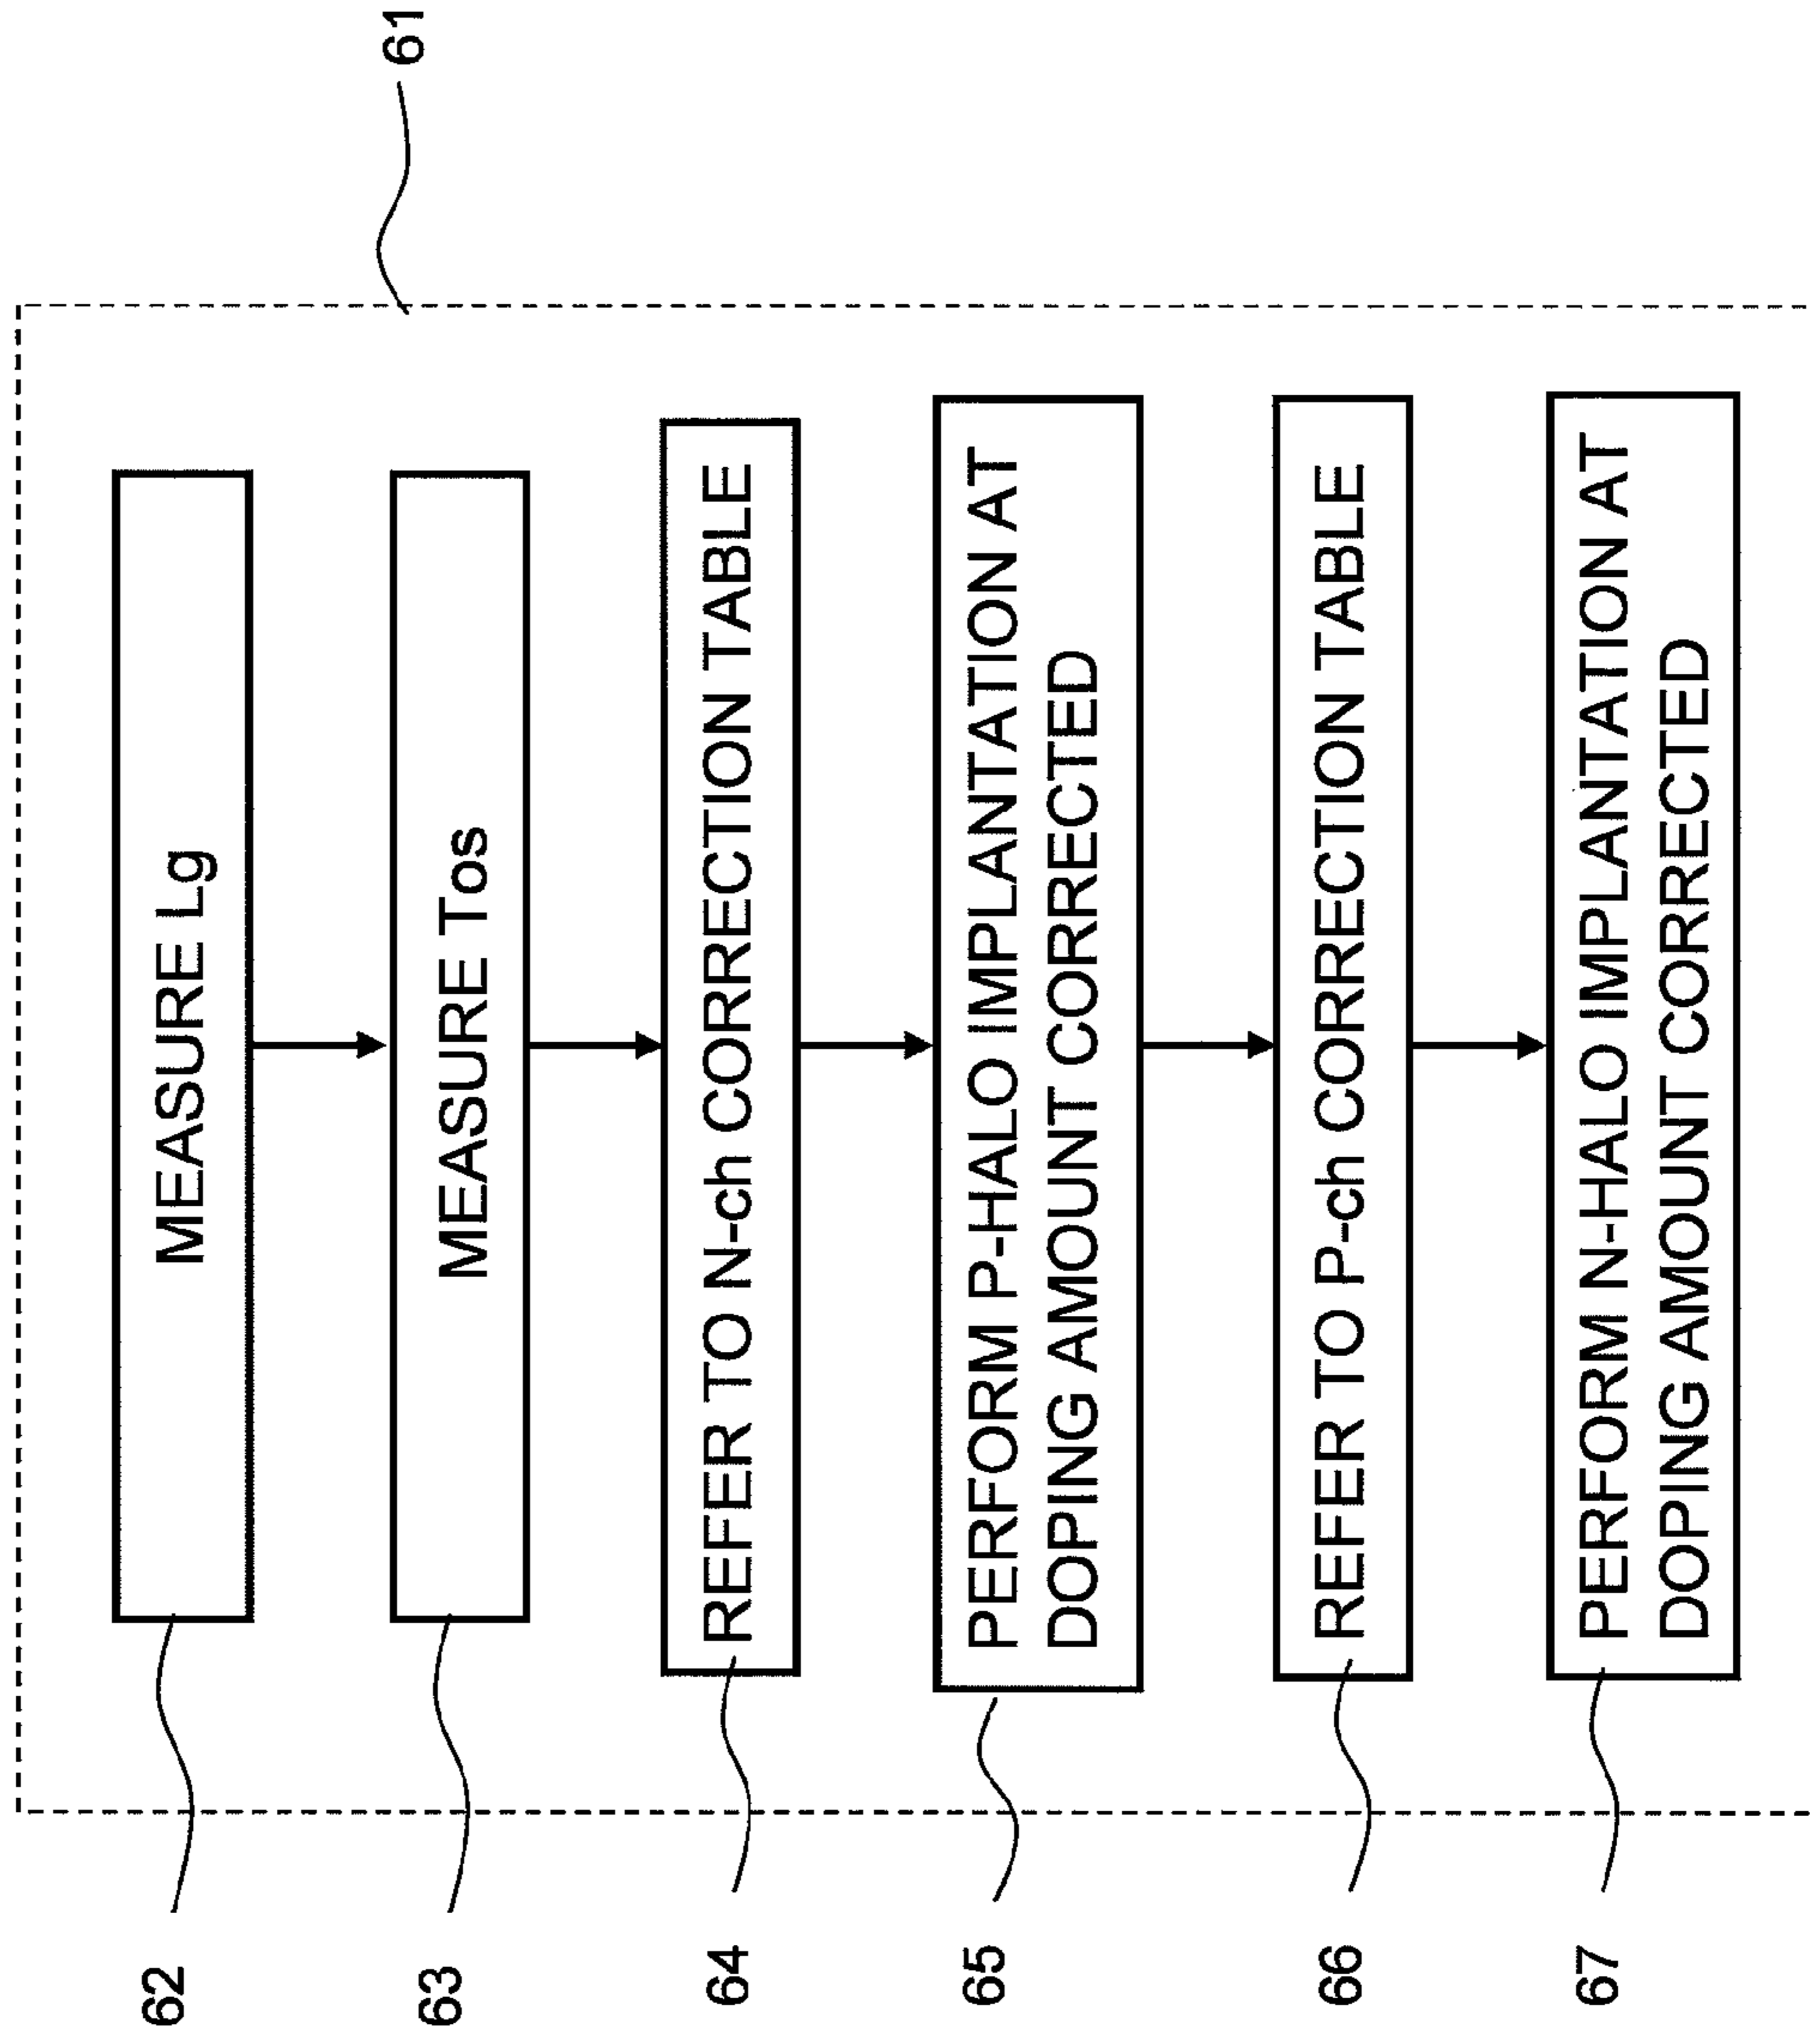 61
62
MEASURE Lg
63
MEASURE Tos
64
REFER TO N-ch CORRECTION TABLE
65
PERFORM P-HALO IMPLANTATION AT
DOPING AMOUNT CORRECTED
66
REFER TO P-ch CORRECTION TABLE
67
PERFORM N-HALO IMPLANTATION AT
DOPING AMOUNT CORRECTED